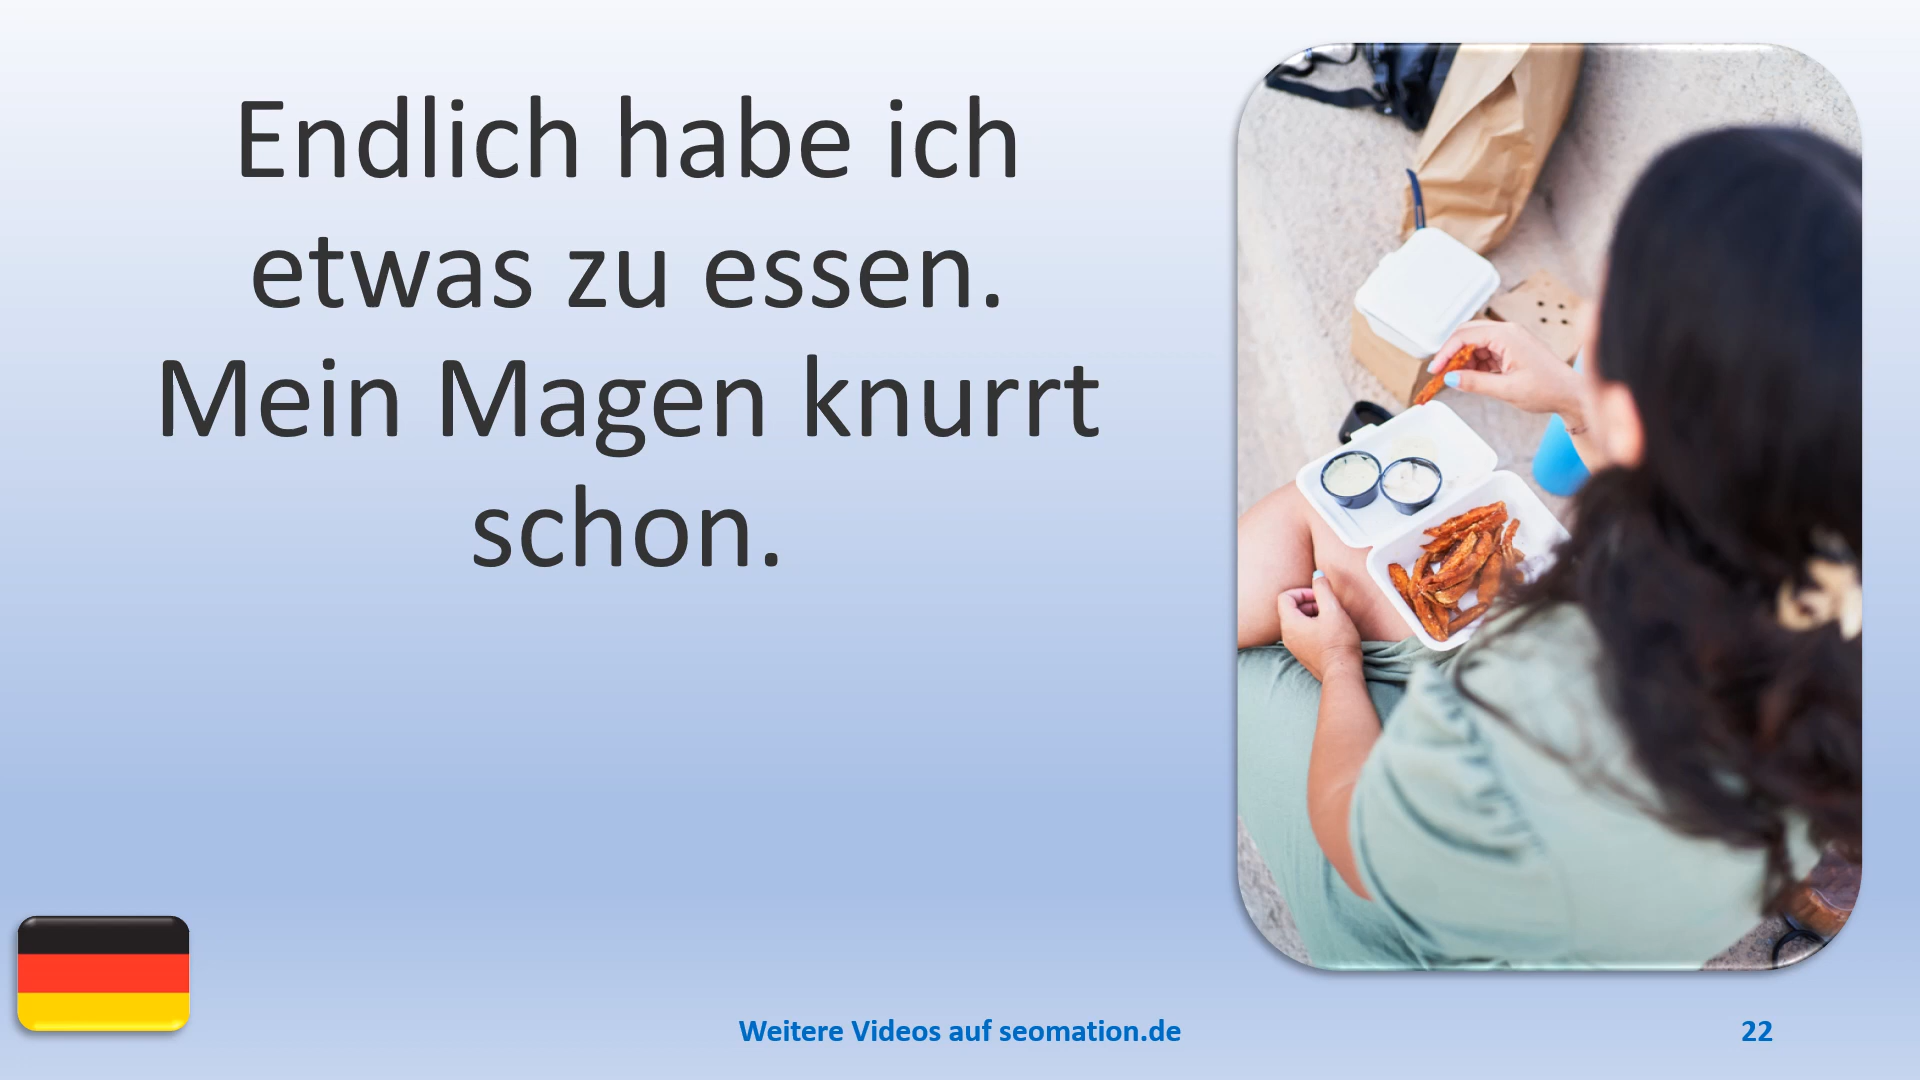 Endlich habe ich
etwas zu essen.
Mein Magen knurrt
schon.
Weitere Videos auf seomation.de
22